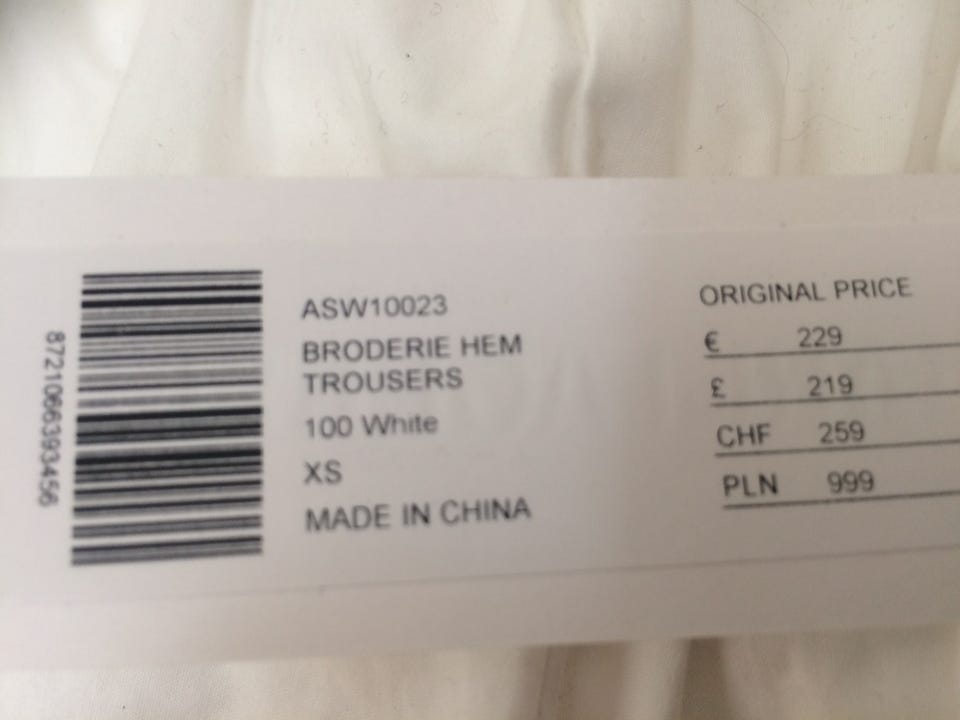 8721066393456
ASW10023
BRODERIE HEM
TROUSERS
100 White
XS
MADE IN CHINA
ORIGINAL PRICE
€ 229
£ 219
CHF 259
PLN 999